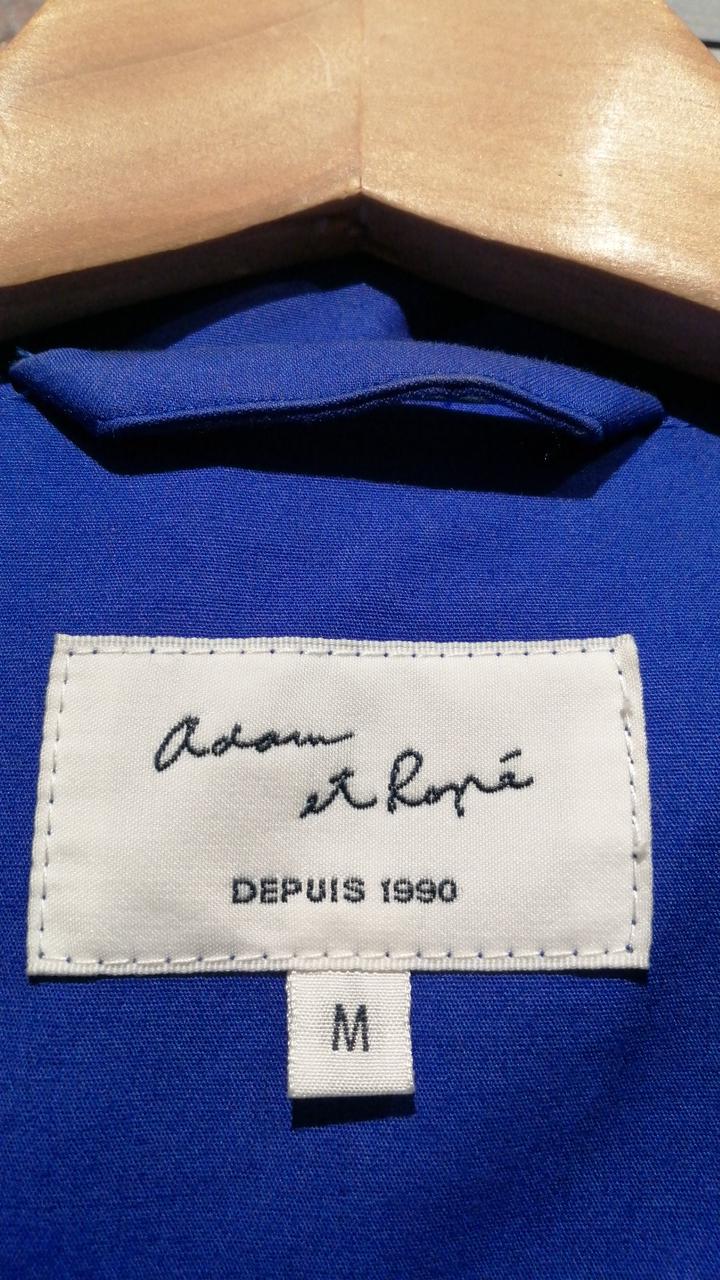 Adam
et Ropé
DEPUIS 1990
M